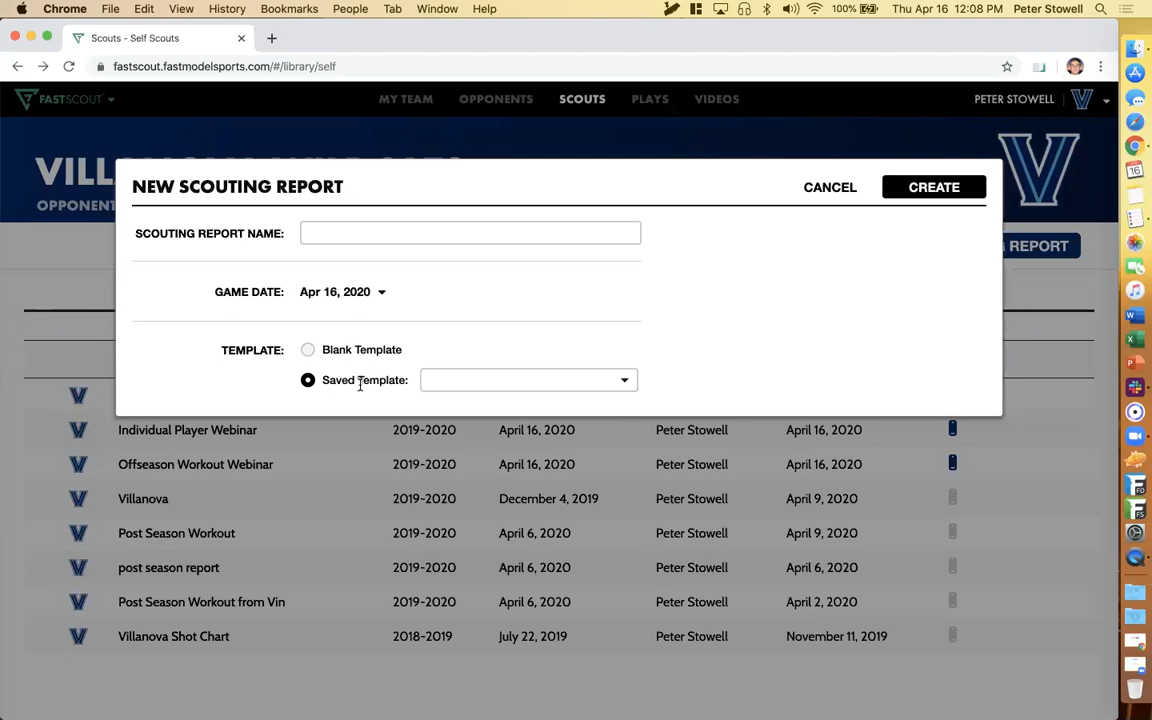 Chrome File Edit View History Bookmarks People Tab Window Help 100% Thu Apr 16 12:08 PM Peter Stowell
Scouts - Self Scouts
fastscout.fastmodelsports.com/#/library/self
FASTSCOUT MY TEAM OPPONENTS SCOUTS PLAYS VIDEOS PETER STOWELL
VILL
OPPONENT
REPORT
NEW SCOUTING REPORT CANCEL CREATE
SCOUTING REPORT NAME:
GAME DATE: Apr 16, 2020
TEMPLATE: Blank Template
Saved Template:
Individual Player Webinar 2019-2020 April 16, 2020 Peter Stowell April 16, 2020
Offseason Workout Webinar 2019-2020 April 16, 2020 Peter Stowell April 16, 2020
Villanova 2019-2020 December 4, 2019 Peter Stowell April 9, 2020
Post Season Workout 2019-2020 April 6, 2020 Peter Stowell April 9, 2020
post season report 2019-2020 April 6, 2020 Peter Stowell April 6, 2020
Post Season Workout from Vin 2019-2020 April 6, 2020 Peter Stowell April 2, 2020
Villanova Shot Chart 2018-2019 July 22, 2019 Peter Stowell November 11, 2019